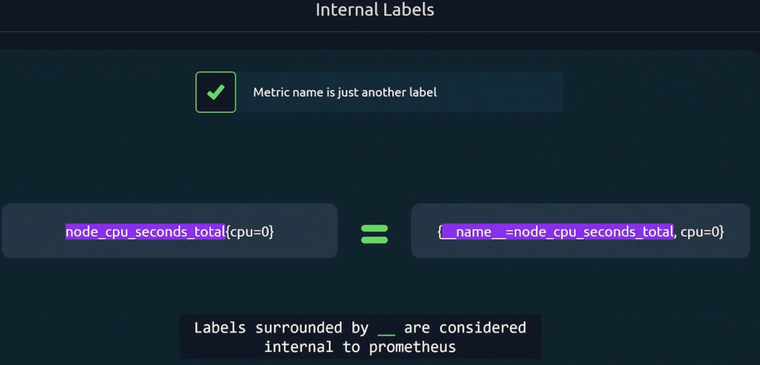 Internal Labels
Metric name is just another label
node_cpu_seconds_total{cpu=0}
=
{__name__=node_cpu_seconds_total, cpu=0}
Labels surrounded by __ are considered
internal to prometheus